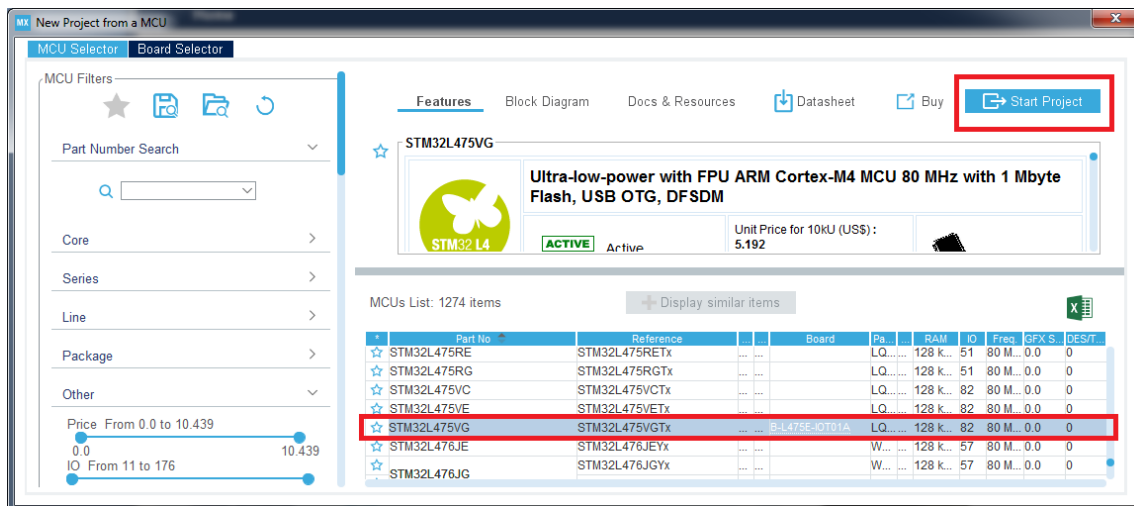 MX New Project from a MCU
MCU Selector Board Selector
MCU Filters
Part Number Search
Core
Series
Line
Package
Other
Price From 0.0 to 10.439
0.0 10.439
IO From 11 to 176
Features Block Diagram Docs & Resources Datasheet Buy Start Project
STM32L475VG
STM32 L4
Ultra-low-power with FPU ARM Cortex-M4 MCU 80 MHz with 1 Mbyte
Flash, USB OTG, DFSDM
ACTIVE Active
Unit Price for 10kU (US$) :
5.192
MCUs List: 1274 items
Display similar items
* Part No Reference ... ... Board Pa... ... RAM IO Freq. GFX S... DES/T...
STM32L475RE STM32L475RETx ... ... LQ... ... 128 k... 51 80 M... 0.0 0
STM32L475RG STM32L475RGTx ... ... LQ... ... 128 k... 51 80 M... 0.0 0
STM32L475VC STM32L475VCTx ... ... LQ... ... 128 k... 82 80 M... 0.0 0
STM32L475VE STM32L475VETx ... ... LQ... ... 128 k... 82 80 M... 0.0 0
STM32L475VG STM32L475VGTx ... ... B-L475E-IOT01A LQ... ... 128 k... 82 80 M... 0.0 0
STM32L476JE STM32L476JEYx ... ... W... ... 128 k... 57 80 M... 0.0 0
STM32L476JG STM32L476JGYx ... ... W... ... 128 k... 57 80 M... 0.0 0